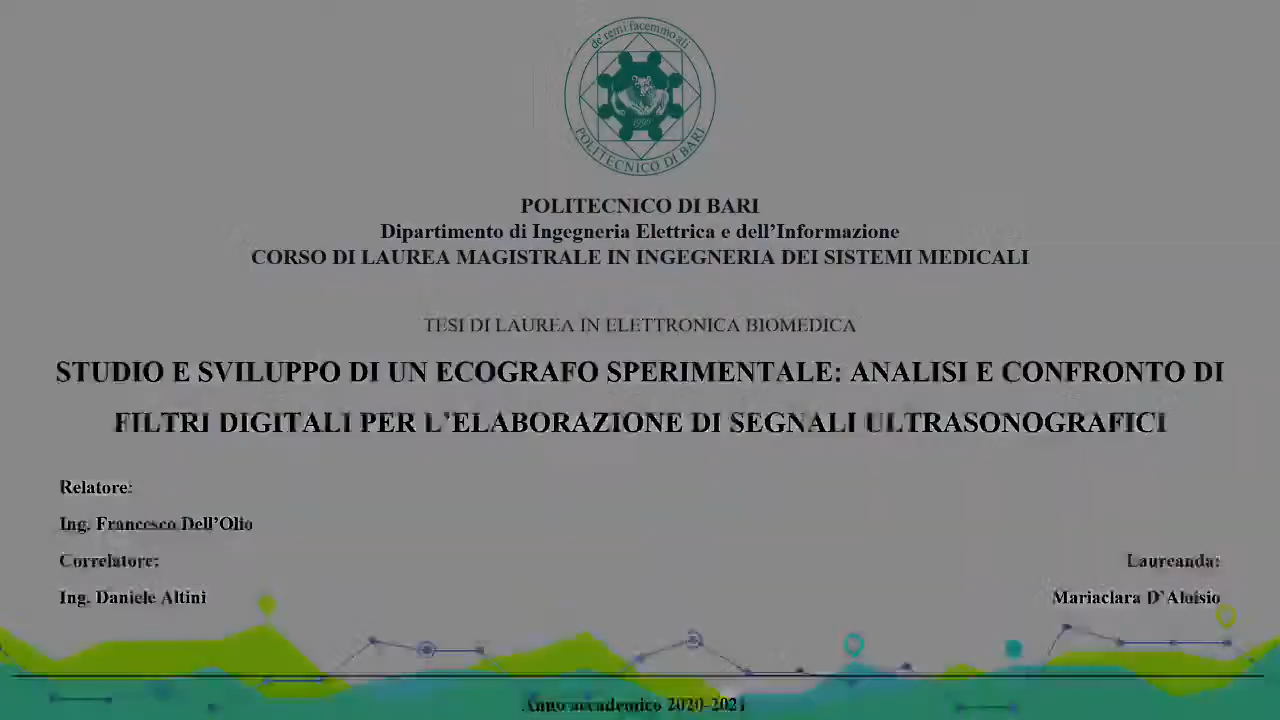 de' remi facemmo ali
1990
POLITECNICO DI BARI
POLITECNICO DI BARI
Dipartimento di Ingegneria Elettrica e dell’Informazione
CORSO DI LAUREA MAGISTRALE IN INGEGNERIA DEI SISTEMI MEDICALI
TESI DI LAUREA IN ELETTRONICA BIOMEDICA
STUDIO E SVILUPPO DI UN ECOGRAFO SPERIMENTALE: ANALISI E CONFRONTO DI
FILTRI DIGITALI PER L’ELABORAZIONE DI SEGNALI ULTRASONOGRAFICI
Relatore:
Ing. Francesco Dell’Olio
Correlatore:
Ing. Daniele Altini
Laureanda:
Mariaclara D’Aloisio
Anno accademico 2020-2021